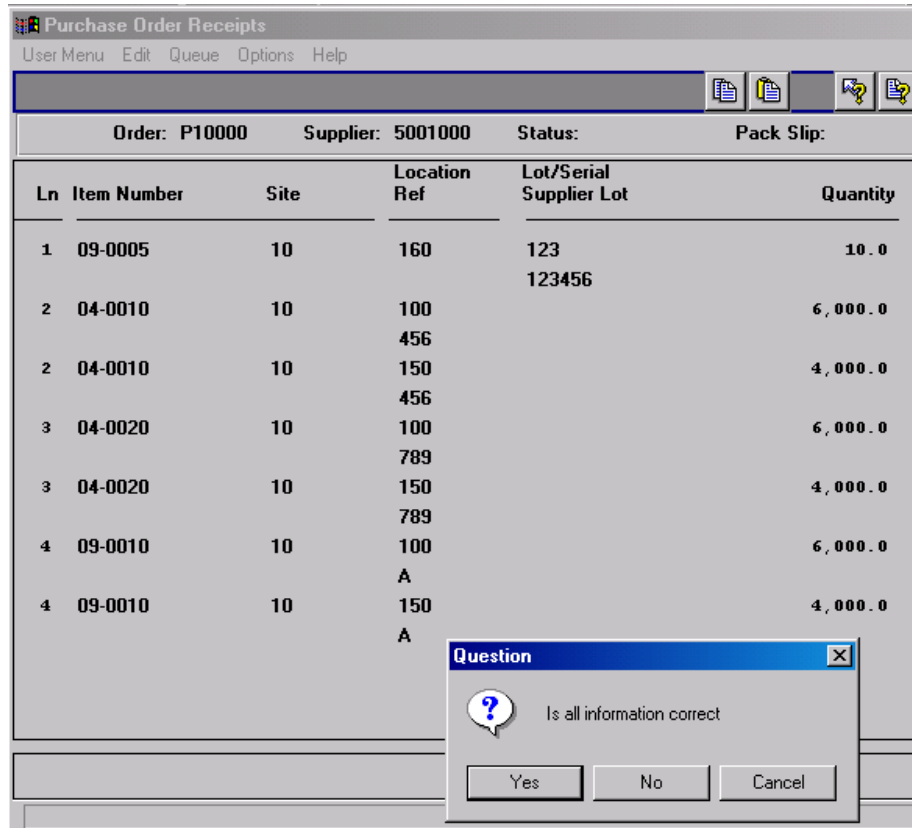 Purchase Order Receipts
User Menu Edit Queue Options Help
Order: P10000 Supplier: 5001000 Status: Pack Slip:
Location Lot/Serial
Ln Item Number Site Ref Supplier Lot Quantity
1 09-0005 10 160 123 10.0
123456
2 04-0010 10 100 6,000.0
456
2 04-0010 10 150 4,000.0
456
3 04-0020 10 100 6,000.0
789
3 04-0020 10 150 4,000.0
789
4 09-0010 10 100 6,000.0
A
4 09-0010 10 150 4,000.0
A
Question
Is all information correct
Yes No Cancel